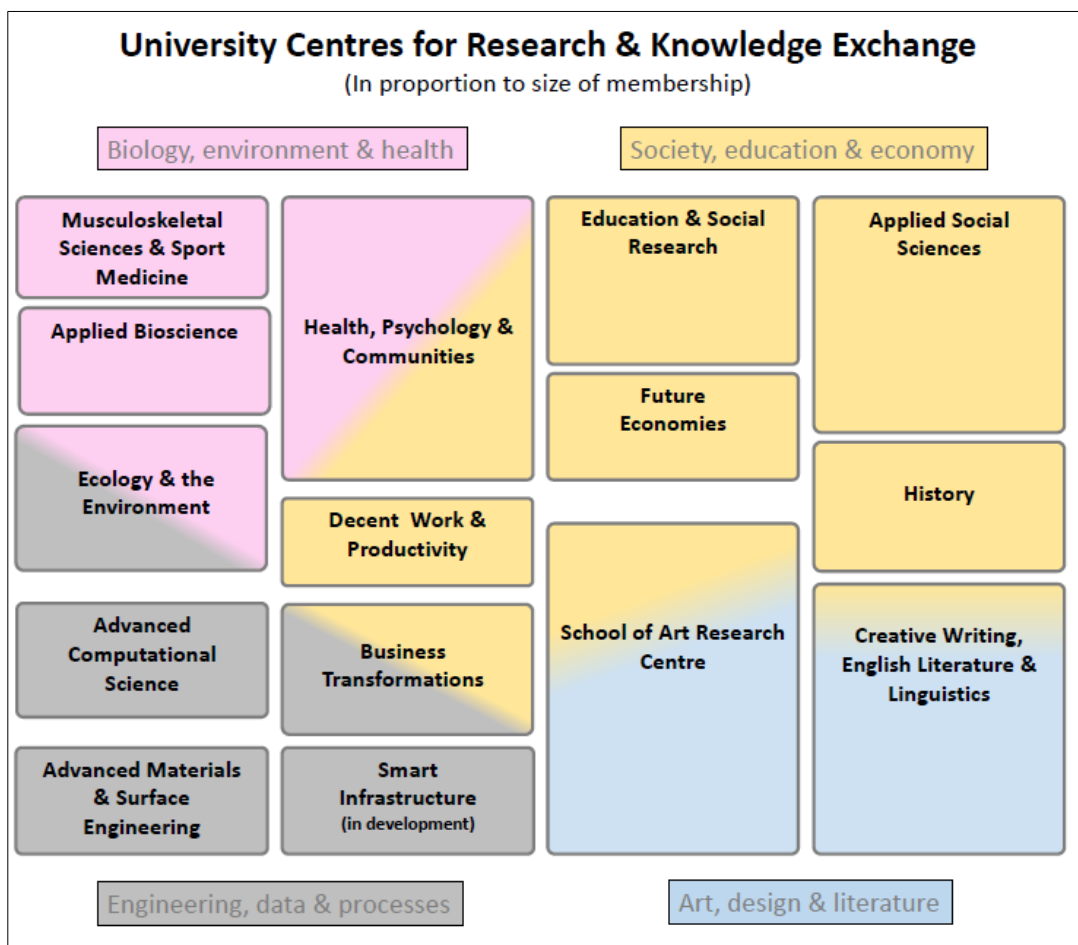 University Centres for Research & Knowledge Exchange
(In proportion to size of membership)
Biology, environment & health
Society, education & economy
Musculoskeletal
Sciences & Sport
Medicine
Applied Bioscience
Ecology & the
Environment
Advanced
Computational
Science
Advanced Materials
& Surface
Engineering
Health, Psychology &
Communities
Decent Work &
Productivity
Business
Transformations
Smart
Infrastructure
(in development)
Education & Social
Research
Future
Economies
School of Art Research
Centre
Applied Social
Sciences
History
Creative Writing,
English Literature &
Linguistics
Engineering, data & processes
Art, design & literature